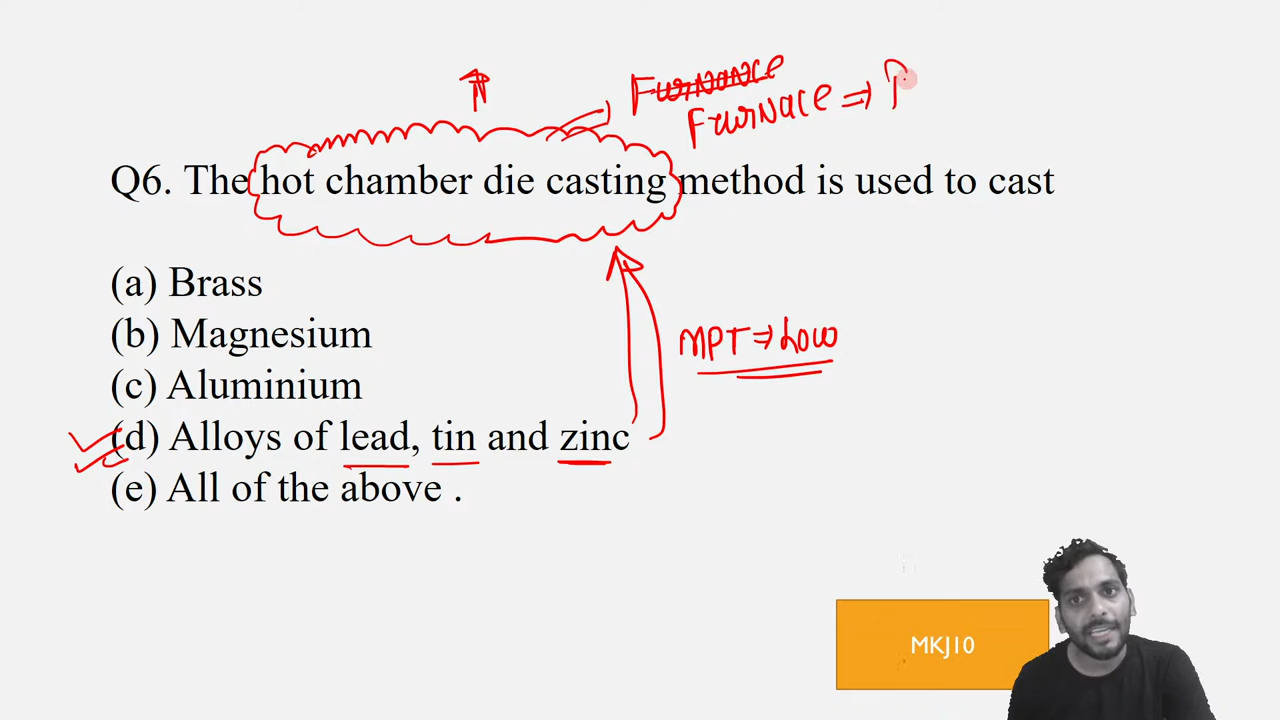 Furnance
Furnace ⇒
Q6. The hot chamber die casting method is used to cast
(a) Brass
(b) Magnesium
MPT ⇒ Low
(c) Aluminium
(d) Alloys of lead, tin and zinc
(e) All of the above .
MKJ10